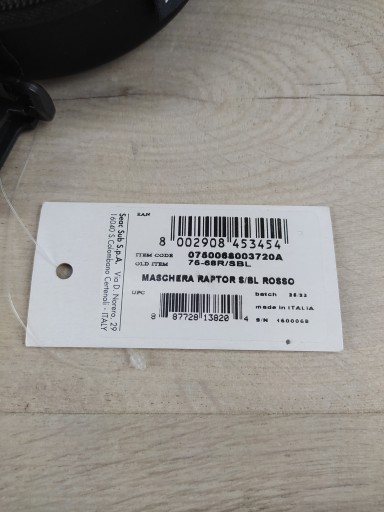 Seac Sub S.p.A. Via D. Norero, 29
16040 S.Colombano Certenoli - ITALY
EAN
8 002908 453454
ITEM CODE 0750068003720A
OLD ITEM 75-68R/SBL
MASCHERA RAPTOR S/BL ROSSO
UPC
8 87728 13820 4
batch
made in ITALIA
S/N 1600068